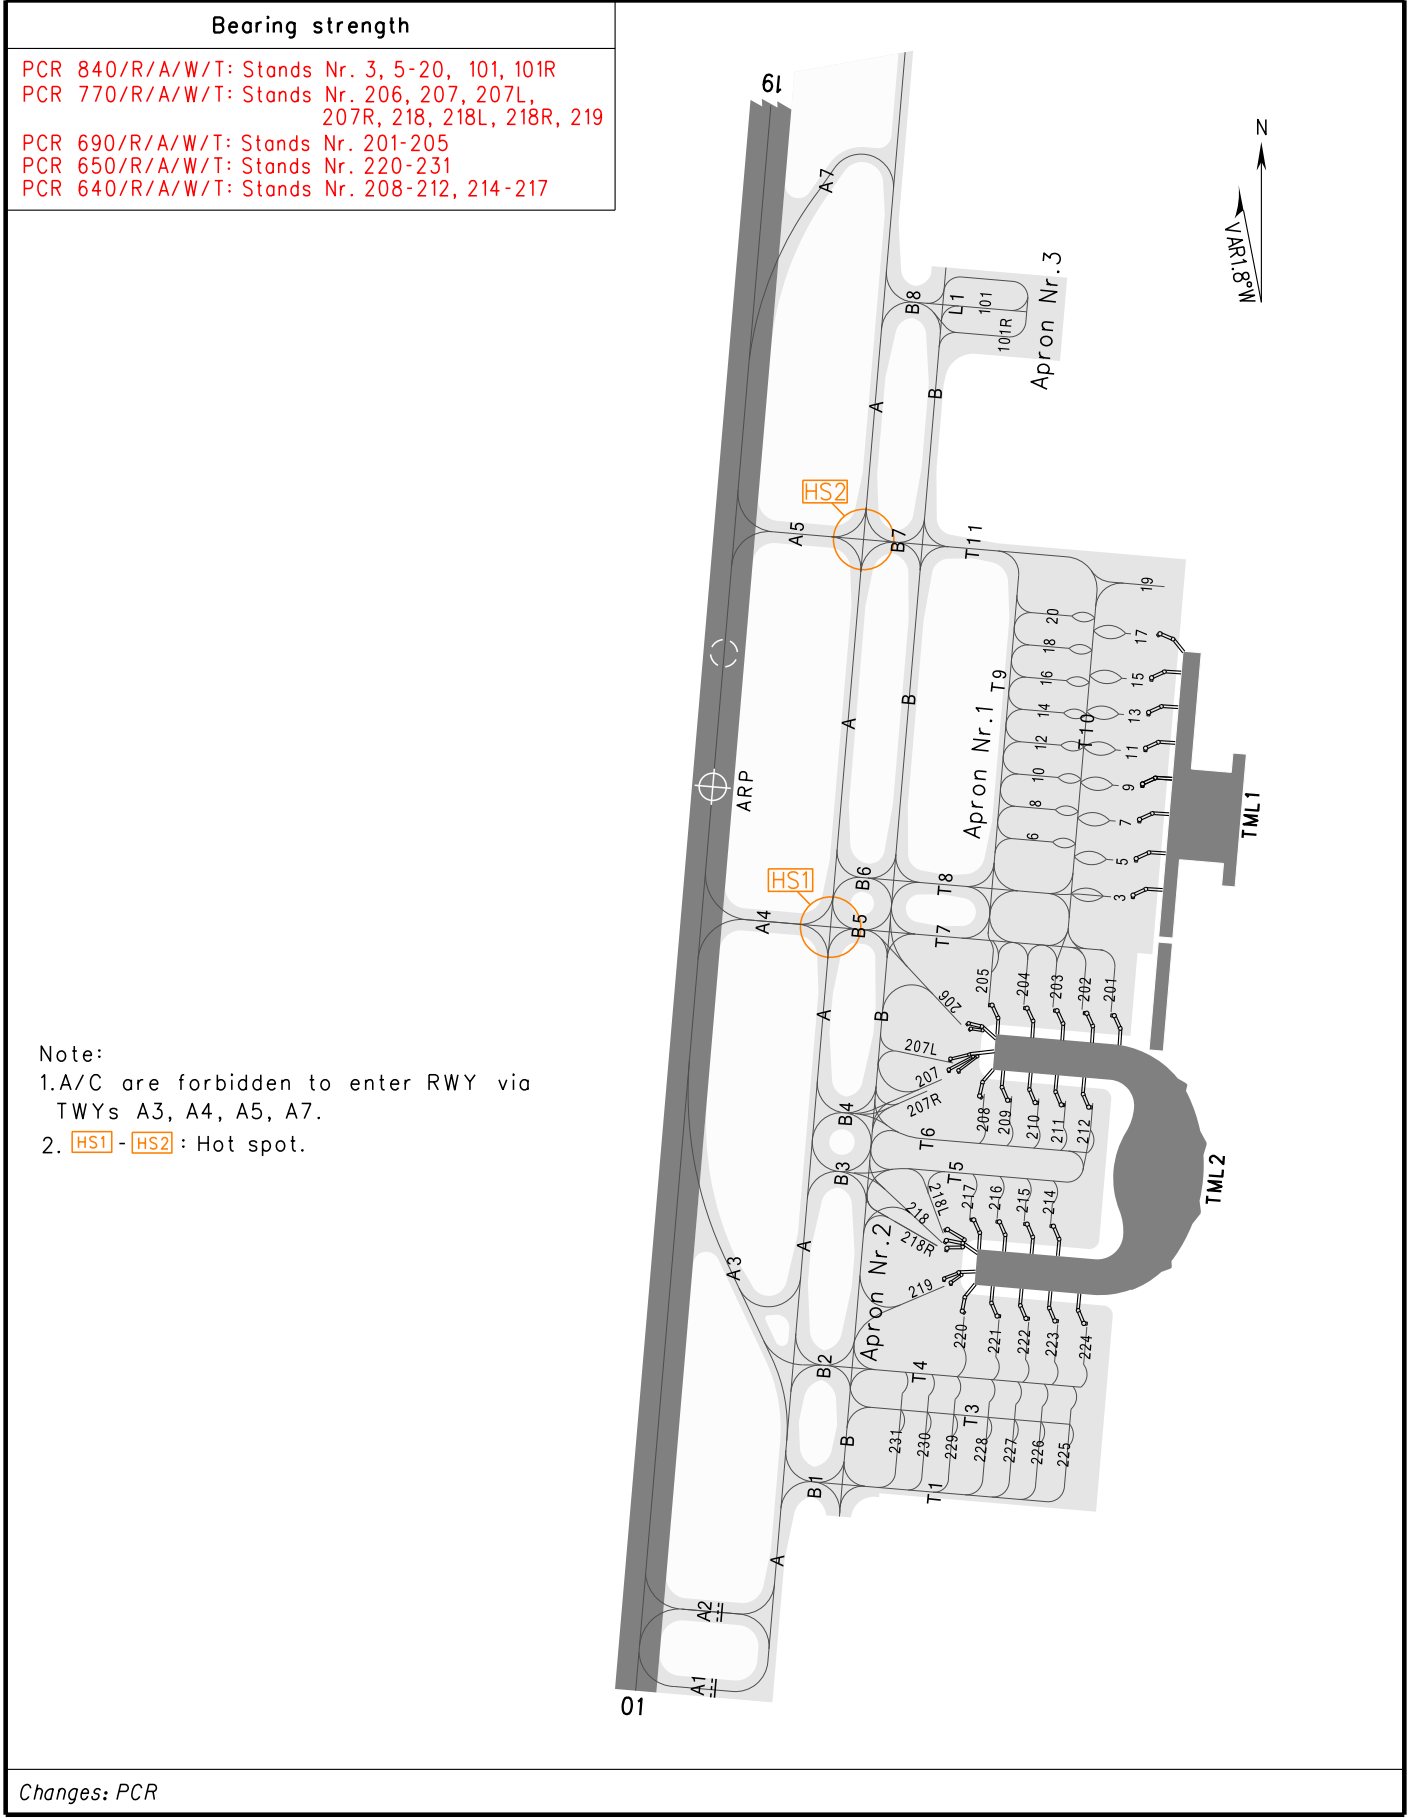 Bearing strength
PCR 840/R/A/W/T: Stands Nr. 3, 5-20, 101, 101R
PCR 770/R/A/W/T: Stands Nr. 206, 207, 207L,
207R, 218, 218L, 218R, 219
PCR 690/R/A/W/T: Stands Nr. 201-205
PCR 650/R/A/W/T: Stands Nr. 220-231
PCR 640/R/A/W/T: Stands Nr. 208-212, 214-217
19
N
VAR1.8°W
A7
B8
L1
101
101R
Apron Nr.3
A
B
HS2
A5
B7
T11
19
20
17
18
16
T9
15
14
13
T10
12
11
10
9
8
7
6
5
3
A
B
Apron Nr.1
ARP
TML1
HS1
B6
T8
A4
B5
T7
205
204
203
202
201
206
A
B
207L
207
207R
B4
T6
208
209
210
211
212
B3
T5
218L
217
216
215
214
218
218R
TML2
A
Apron Nr.2
A3
219
220
221
222
223
224
B2
T4
T3
B
231
230
229
228
227
226
225
B1
T1
A
A2
A1
01
Note:
1.A/C are forbidden to enter RWY via
TWYs A3, A4, A5, A7.
2. HS1 - HS2 : Hot spot.
Changes: PCR